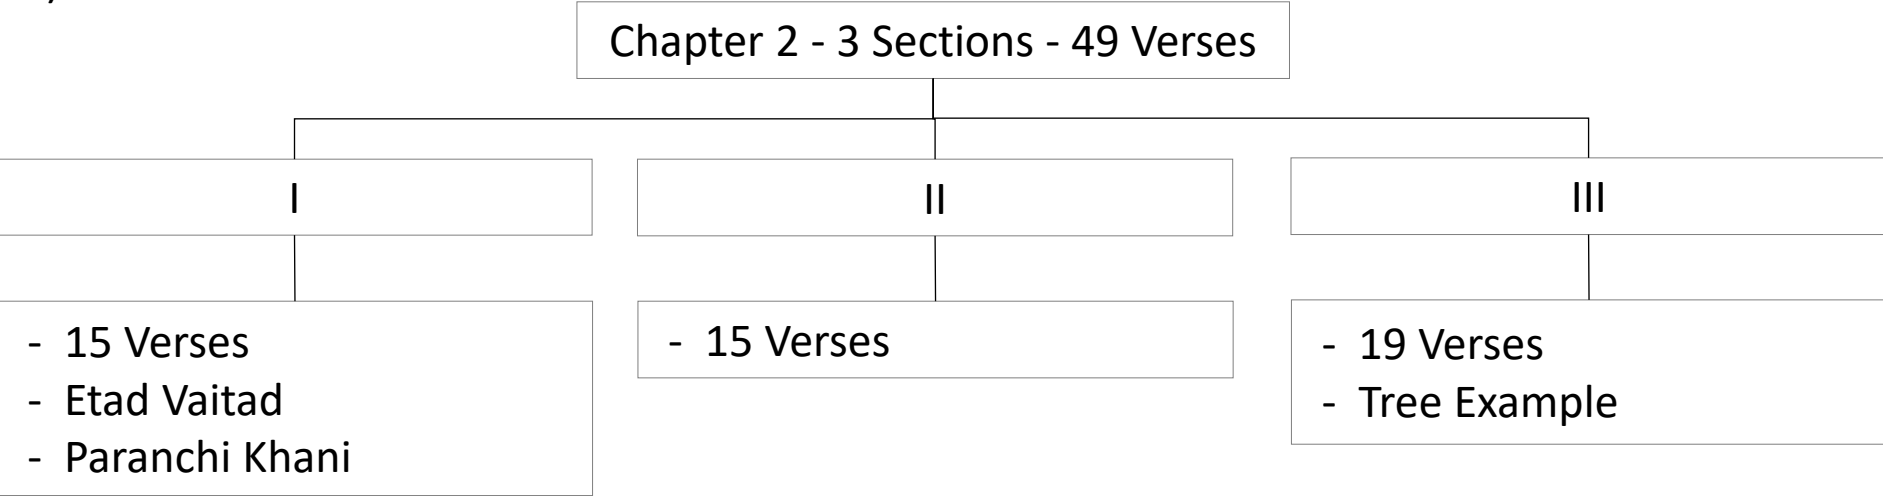 Chapter 2 - 3 Sections - 49 Verses
I
II
III
- 15 Verses
- Etad Vaitad
- Paranchi Khani
- 15 Verses
- 19 Verses
- Tree Example